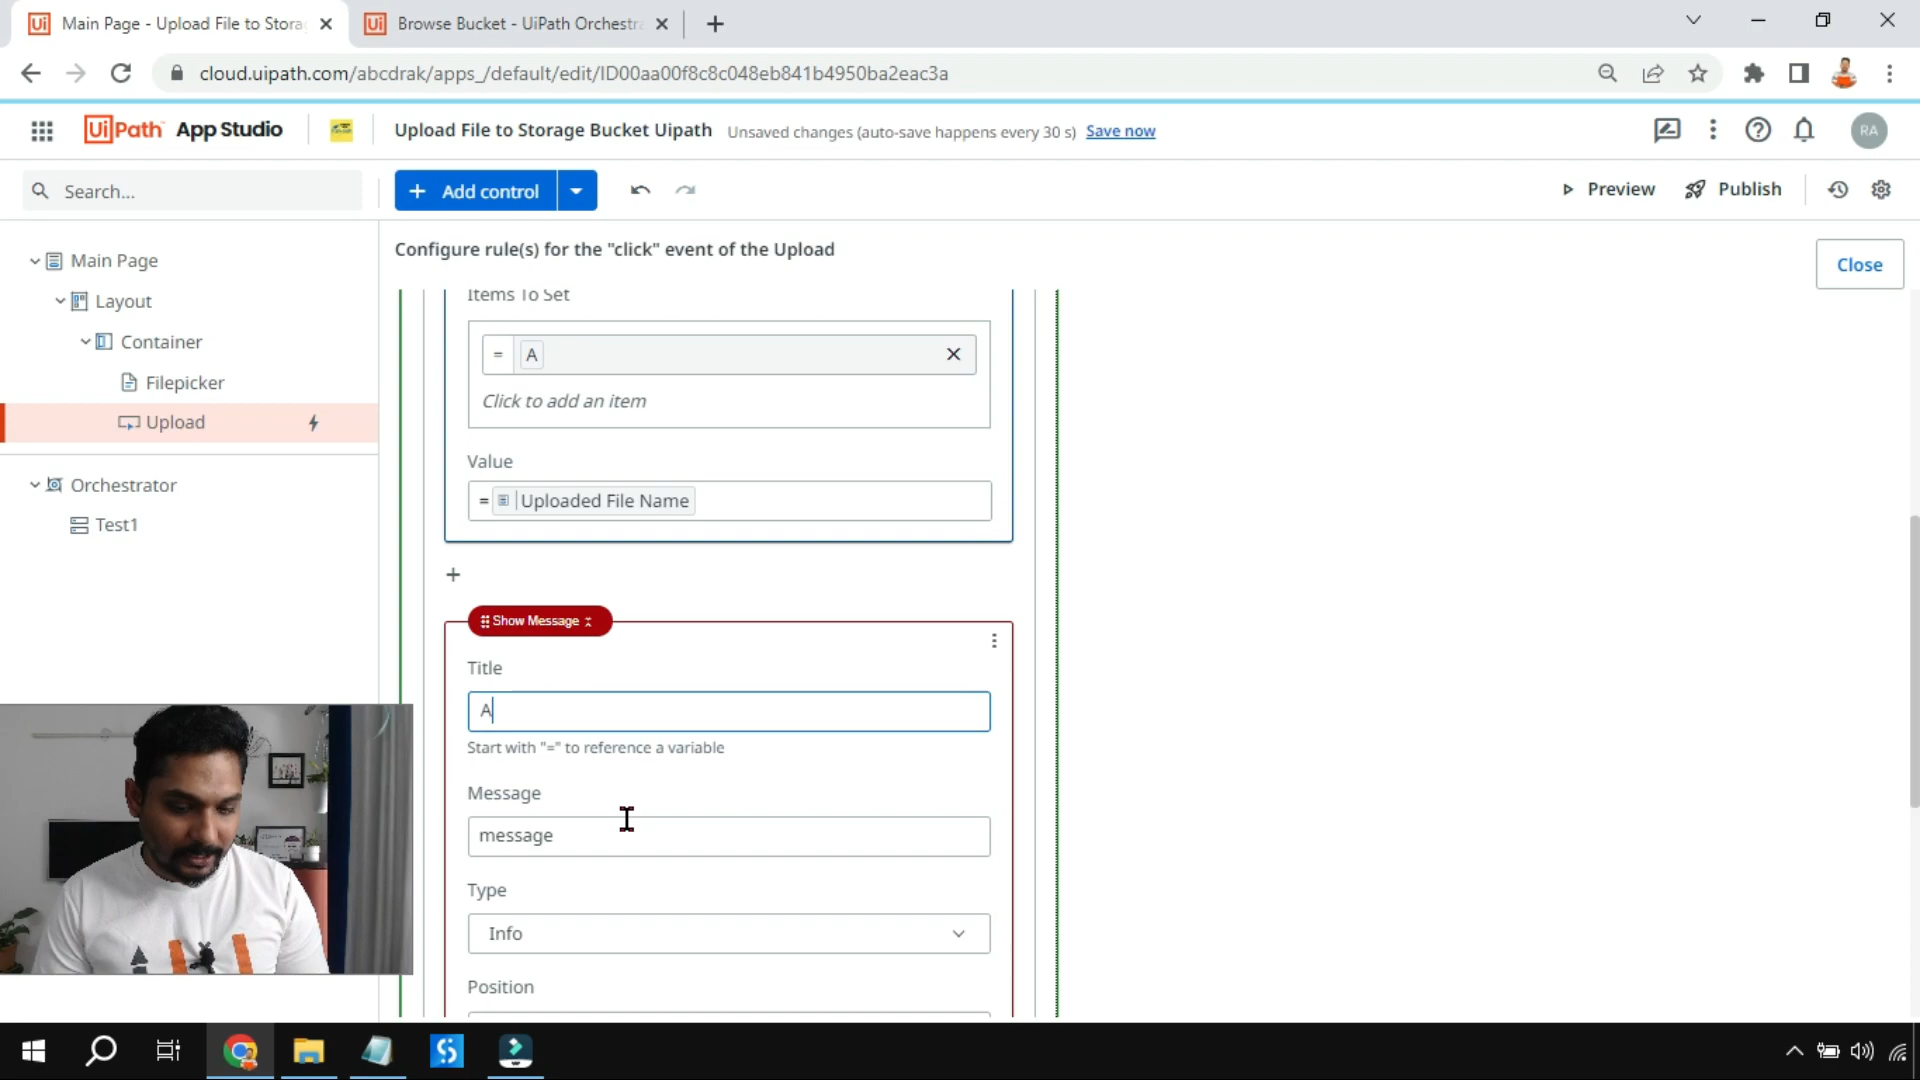 Main Page - Upload File to Stora
Browse Bucket - UiPath Orchestra
cloud.uipath.com/abcdrak/apps_/default/edit/ID00aa00f8c8c048eb841b4950ba2eac3a
UiPath™ App Studio
Upload File to Storage Bucket Uipath
Unsaved changes (auto-save happens every 30 s) Save now
RA
Search...
+ Add control
Preview
Publish
Configure rule(s) for the "click" event of the Upload
Close
Main Page
Layout
Container
Filepicker
Upload
Orchestrator
Test1
Items To Set
= A
Click to add an item
Value
= Uploaded File Name
+
Show Message
Title
A
Start with "=" to reference a variable
Message
message
Type
Info
Position